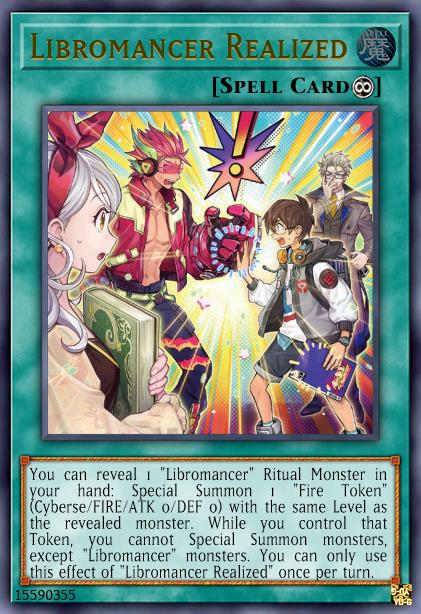 LIBROMANCER REALIZED
魔
[SPELL CARD ]
You can reveal 1 "Libromancer" Ritual Monster in
your hand: Special Summon 1 "Fire Token"
(Cyberse/FIRE/ATK 0/DEF 0) with the same Level as
the revealed monster. While you control that
Token, you cannot Special Summon monsters,
except "Libromancer" monsters. You can only use
this effect of "Libromancer Realized" once per turn.
15590355